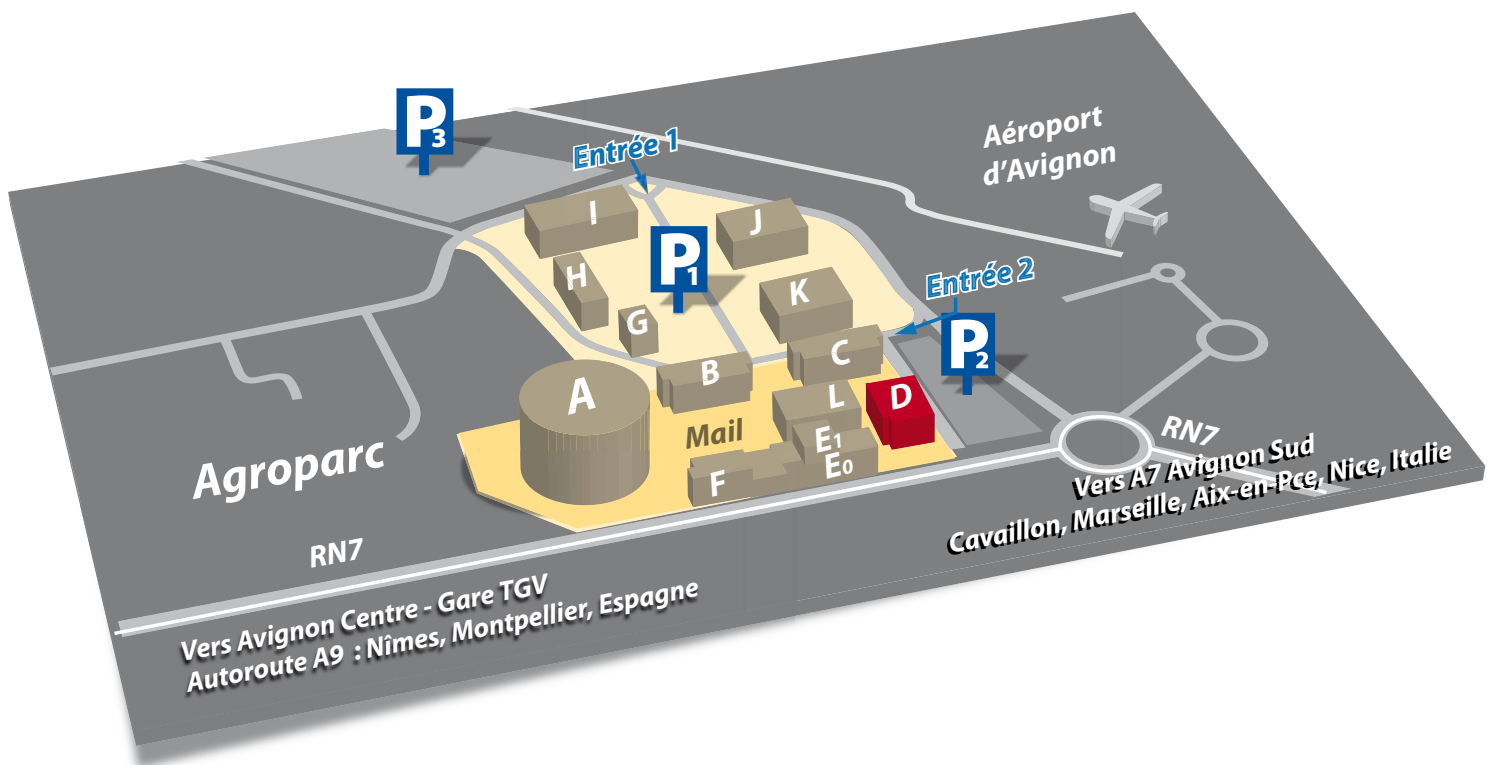 P3
Entrée 1
Aéroport
d'Avignon
I
J
H
P1
K
Entrée 2
G
C
P2
B
A
L
D
Mail
E1
E0
F
Agroparc
RN7
Vers A7 Avignon Sud
Cavaillon, Marseille, Aix-en-Pce, Nice, Italie
RN7
Vers Avignon Centre - Gare TGV
Autoroute A9 : Nîmes, Montpellier, Espagne